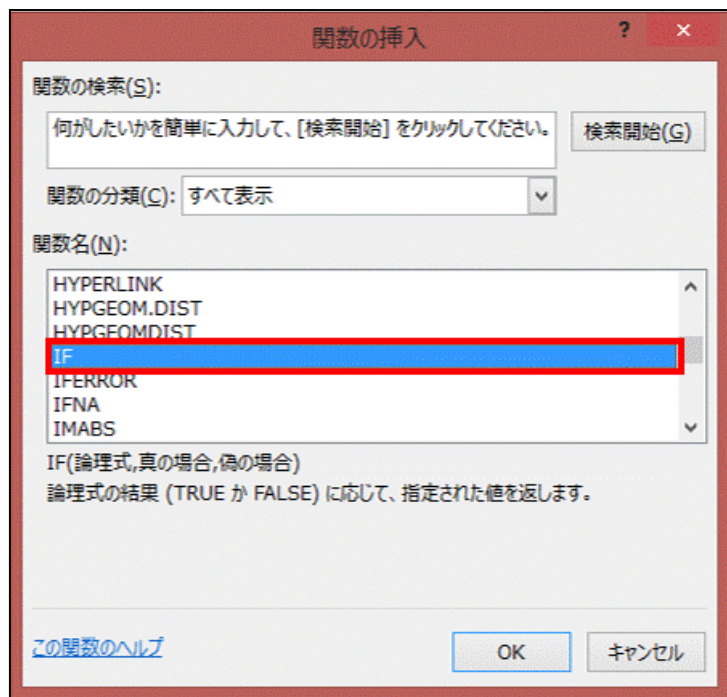 関数の挿入
?
×
関数の検索(S):
何がしたいかを簡単に入力して、[検索開始] をクリックしてください。
検索開始(G)
関数の分類(C):
すべて表示
関数名(N):
HYPERLINK
HYPGEOM.DIST
HYPGEOMDIST
IF
IFERROR
IFNA
IMABS
IF(論理式,真の場合,偽の場合)
論理式の結果 (TRUE か FALSE) に応じて、指定された値を返します。
この関数のヘルプ
OK
キャンセル